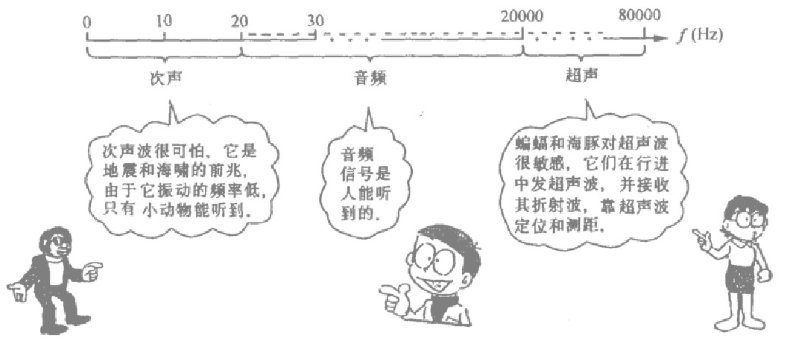 0 10 20 30 20000 80000 f (Hz)
次声 音频 超声
次声波很可怕，它是
地震和海啸的前兆，
由于它振动的频率低，
只有小动物能听到．
音频
信号是
人能听
到的．
蝙蝠和海豚对超声波
很敏感，它们在行进
中发超声波，并接收
其折射波，靠超声波
定位和测距．